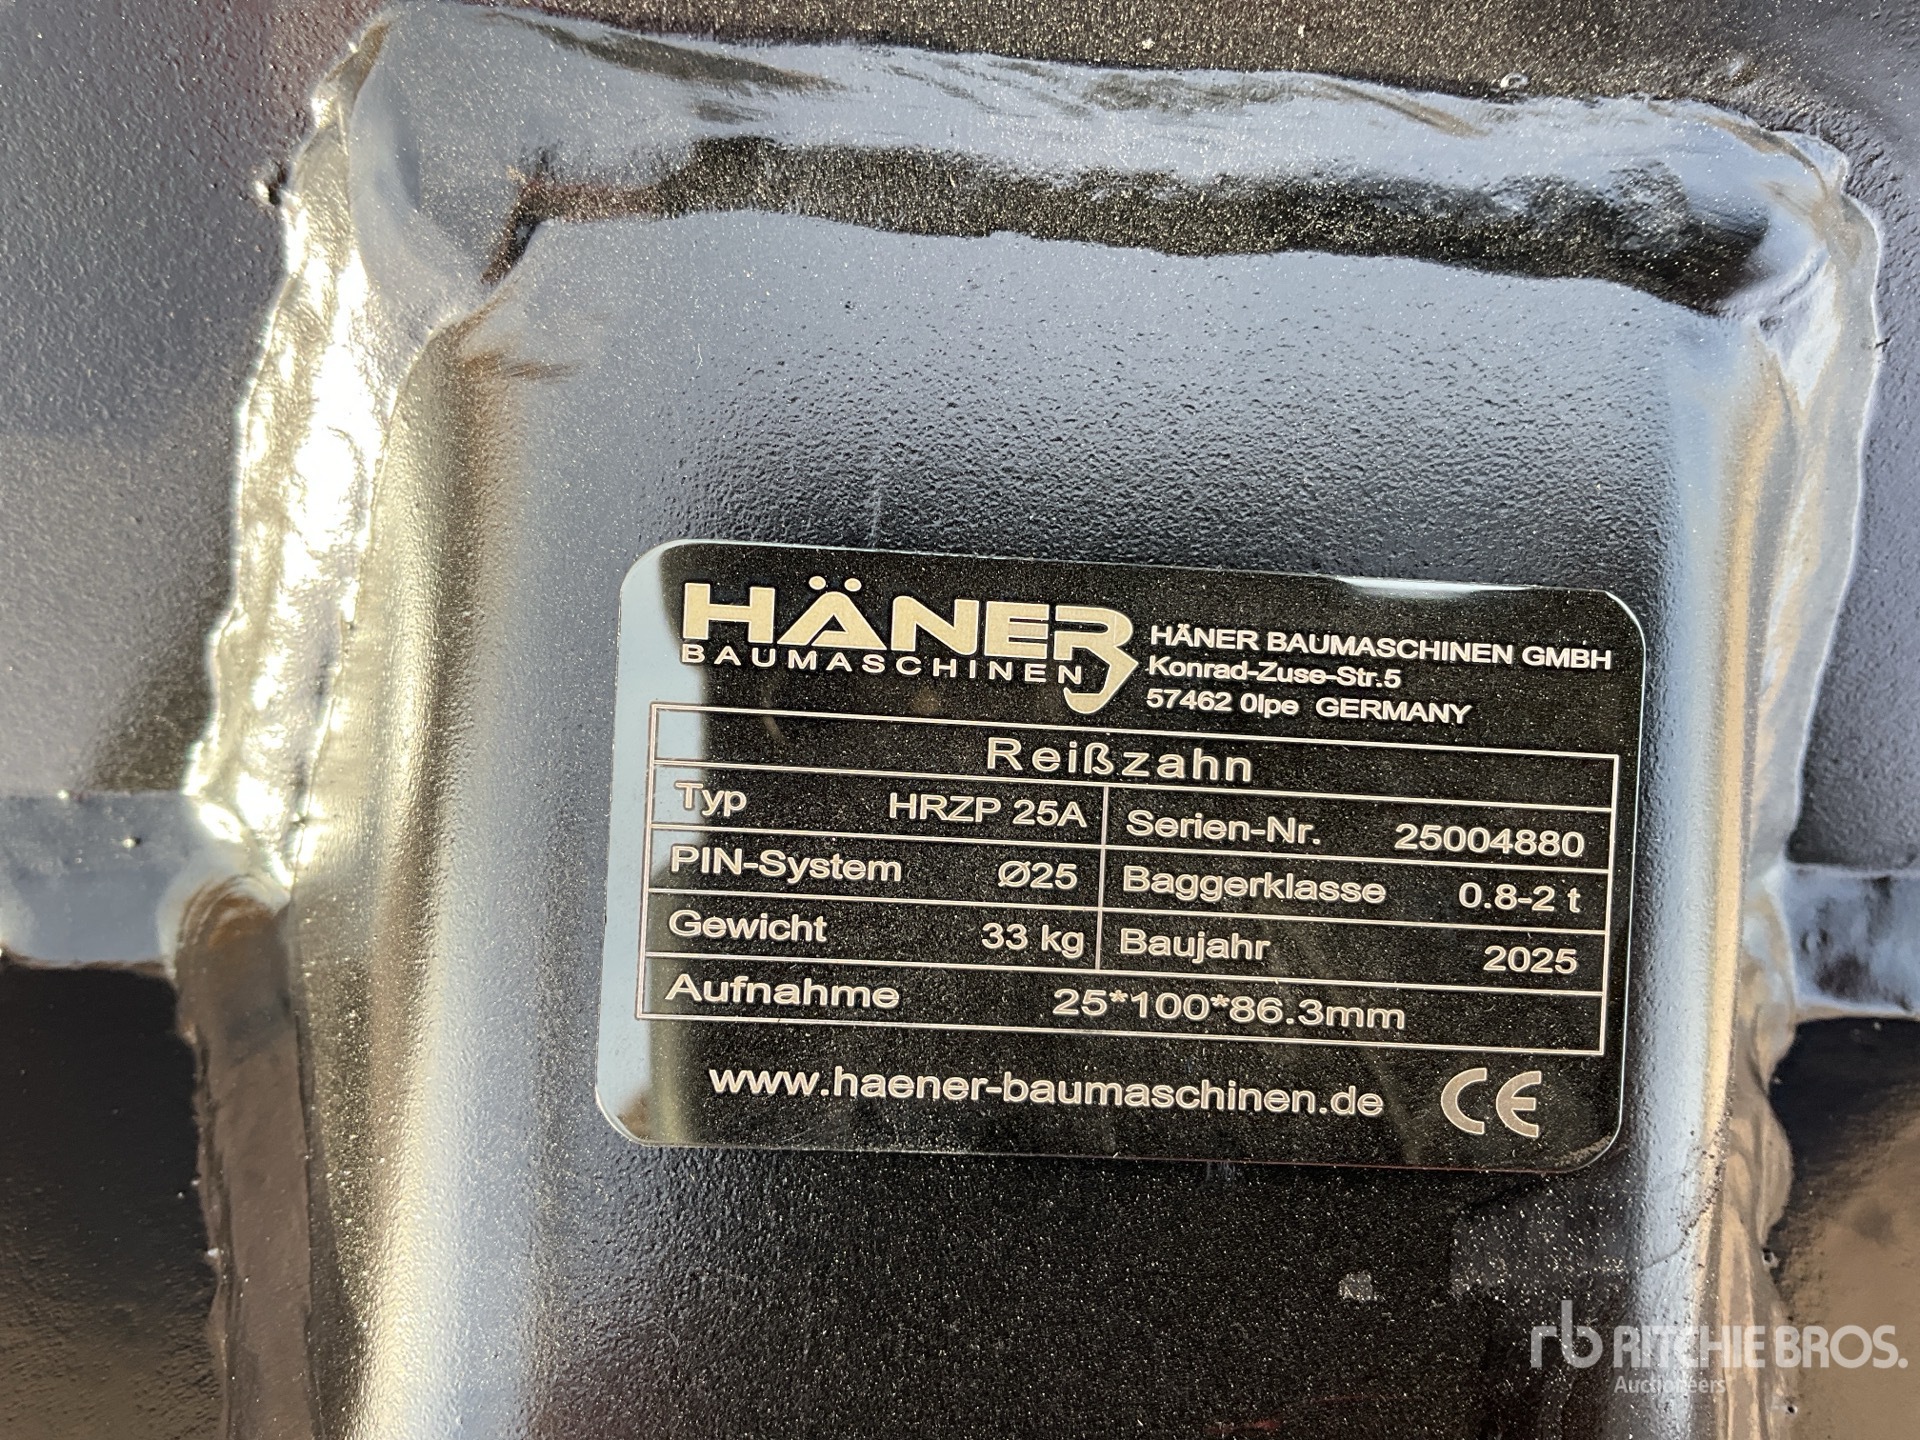 HÄNER
BAUMASCHINEN
HÄNER BAUMASCHINEN GMBH
Konrad-Zuse-Str.5
57462 Olpe GERMANY
Reißzahn
Typ HRZP 25A Serien-Nr. 25004880
PIN-System Ø25 Baggerklasse 0.8-2 t
Gewicht 33 kg Baujahr 2025
Aufnahme 25*100*86.3mm
www.haener-baumaschinen.de CE
rb RITCHIE BROS.
Auctioneers